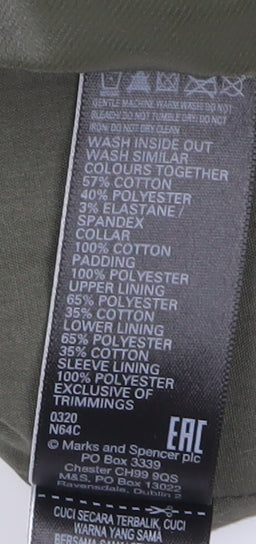 GENTLE MACHINE WARM WASH DO NOT
BLEACH DO NOT TUMBLE DRY WARM
IRON DO NOT DRY CLEAN
WASH INSIDE OUT
WASH SIMILAR
COLOURS TOGETHER
57% COTTON
40% POLYESTER
3% ELASTANE/
SPANDEX
COLLAR
100% COTTON
PADDING
100% POLYESTER
UPPER LINING
65% POLYESTER
35% COTTON
LOWER LINING
65% POLYESTER
35% COTTON
SLEEVE LINING
100% POLYESTER
EXCLUSIVE OF
TRIMMINGS
0320
N64C
EAC
© Marks and Spencer plc
PO Box 3339
Chester CH99 9QS
M&S, PO Box
Ravensdale, Dublin 2
CUCI SECARA TERBALIK, CUCI
WARNA YANG SAMA